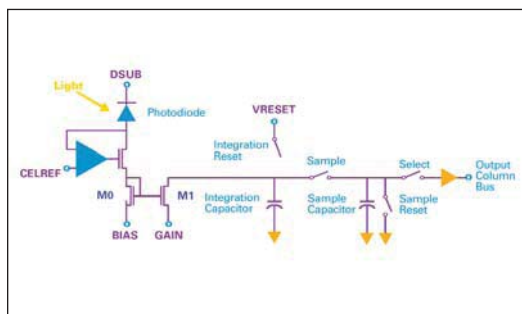 DSUB
Light
Photodiode
VRESET
Integration
Reset
Sample
Select
Output
Column
Bus
CELREF
M0
M1
Integration
Capacitor
Sample
Capacitor
Sample
Reset
BIAS
GAIN